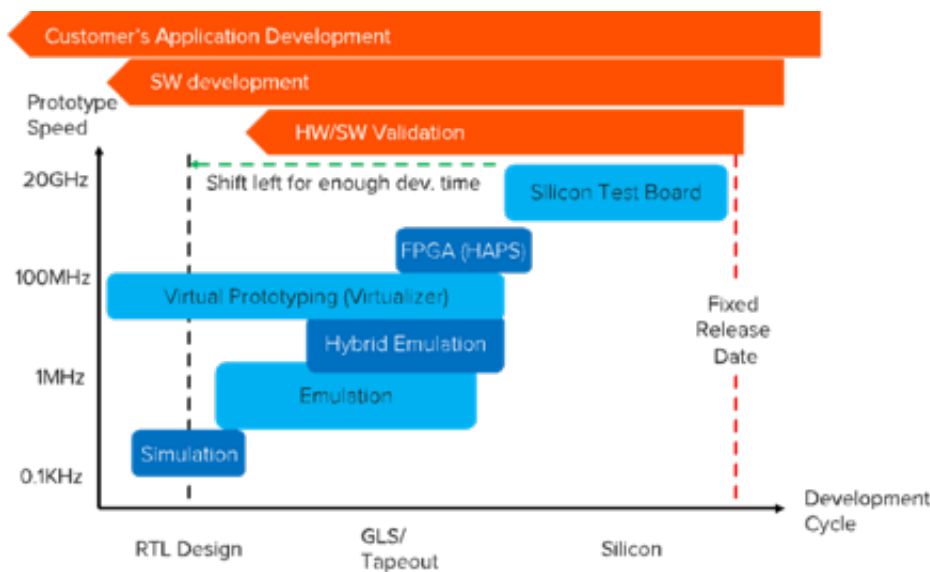 Customer's Application Development
SW development
Prototype
Speed
HW/SW Validation
20GHz
Shift left for enough dev. time
Silicon Test Board
FPGA (HAPS)
100MHz
Virtual Prototyping (Virtualizer)
Fixed
Release
Date
Hybrid Emulation
1MHz
Emulation
Simulation
0.1KHz
Development
Cycle
RTL Design
GLS/
Tapeout
Silicon